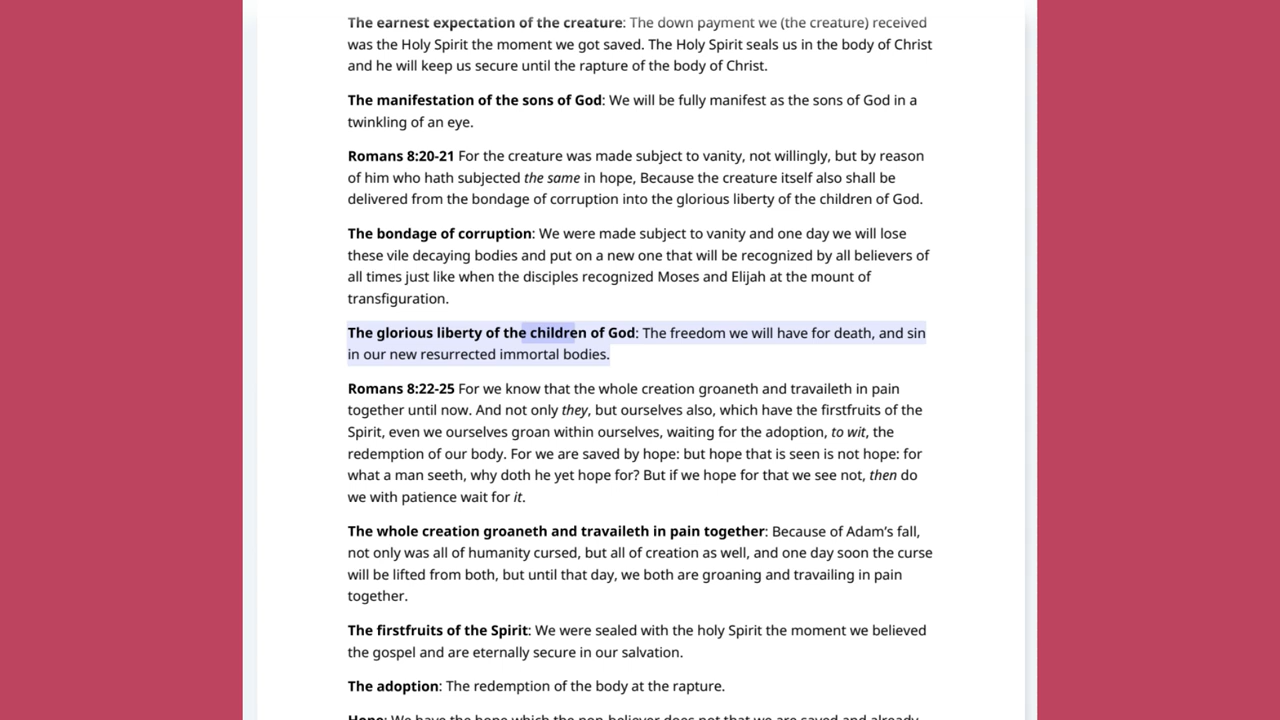 The earnest expectation of the creature: The down payment we (the creature) received
was the Holy Spirit the moment we got saved. The Holy Spirit seals us in the body of Christ
and he will keep us secure until the rapture of the body of Christ.
The manifestation of the sons of God: We will be fully manifest as the sons of God in a
twinkling of an eye.
Romans 8:20-21 For the creature was made subject to vanity, not willingly, but by reason
of him who hath subjected the same in hope, Because the creature itself also shall be
delivered from the bondage of corruption into the glorious liberty of the children of God.
The bondage of corruption: We were made subject to vanity and one day we will lose
these vile decaying bodies and put on a new one that will be recognized by all believers of
all times just like when the disciples recognized Moses and Elijah at the mount of
transfiguration.
The glorious liberty of the children of God: The freedom we will have for death, and sin
in our new resurrected immortal bodies.
Romans 8:22-25 For we know that the whole creation groaneth and travaileth in pain
together until now. And not only they, but ourselves also, which have the firstfruits of the
Spirit, even we ourselves groan within ourselves, waiting for the adoption, to wit, the
redemption of our body. For we are saved by hope: but hope that is seen is not hope: for
what a man seeth, why doth he yet hope for? But if we hope for that we see not, then do
we with patience wait for it.
The whole creation groaneth and travaileth in pain together: Because of Adam’s fall,
not only was all of humanity cursed, but all of creation as well, and one day soon the curse
will be lifted from both, but until that day, we both are groaning and travailing in pain
together.
The firstfruits of the Spirit: We were sealed with the holy Spirit the moment we believed
the gospel and are eternally secure in our salvation.
The adoption: The redemption of the body at the rapture.
Hope: We have the hope which the non-believer does not that we are saved and already